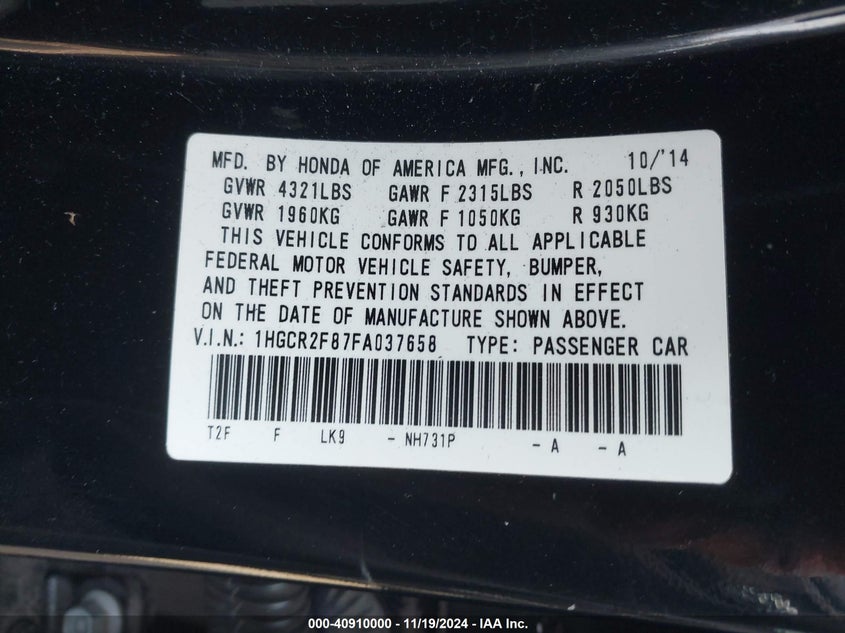 MFD. BY HONDA OF AMERICA MFG., INC. 10/'14
GVWR 4321LBS GAWR F 2315LBS R 2050LBS
GVWR 1960KG GAWR F 1050KG R 930KG
THIS VEHICLE CONFORMS TO ALL APPLICABLE
FEDERAL MOTOR VEHICLE SAFETY, BUMPER,
AND THEFT PREVENTION STANDARDS IN EFFECT
ON THE DATE OF MANUFACTURE SHOWN ABOVE.
V.I.N.: 1HGCR2F87FA037658 TYPE: PASSENGER CAR
T2F F LK9 - NH731P - A - A
000-40910000 - 11/19/2024 - IAA Inc.